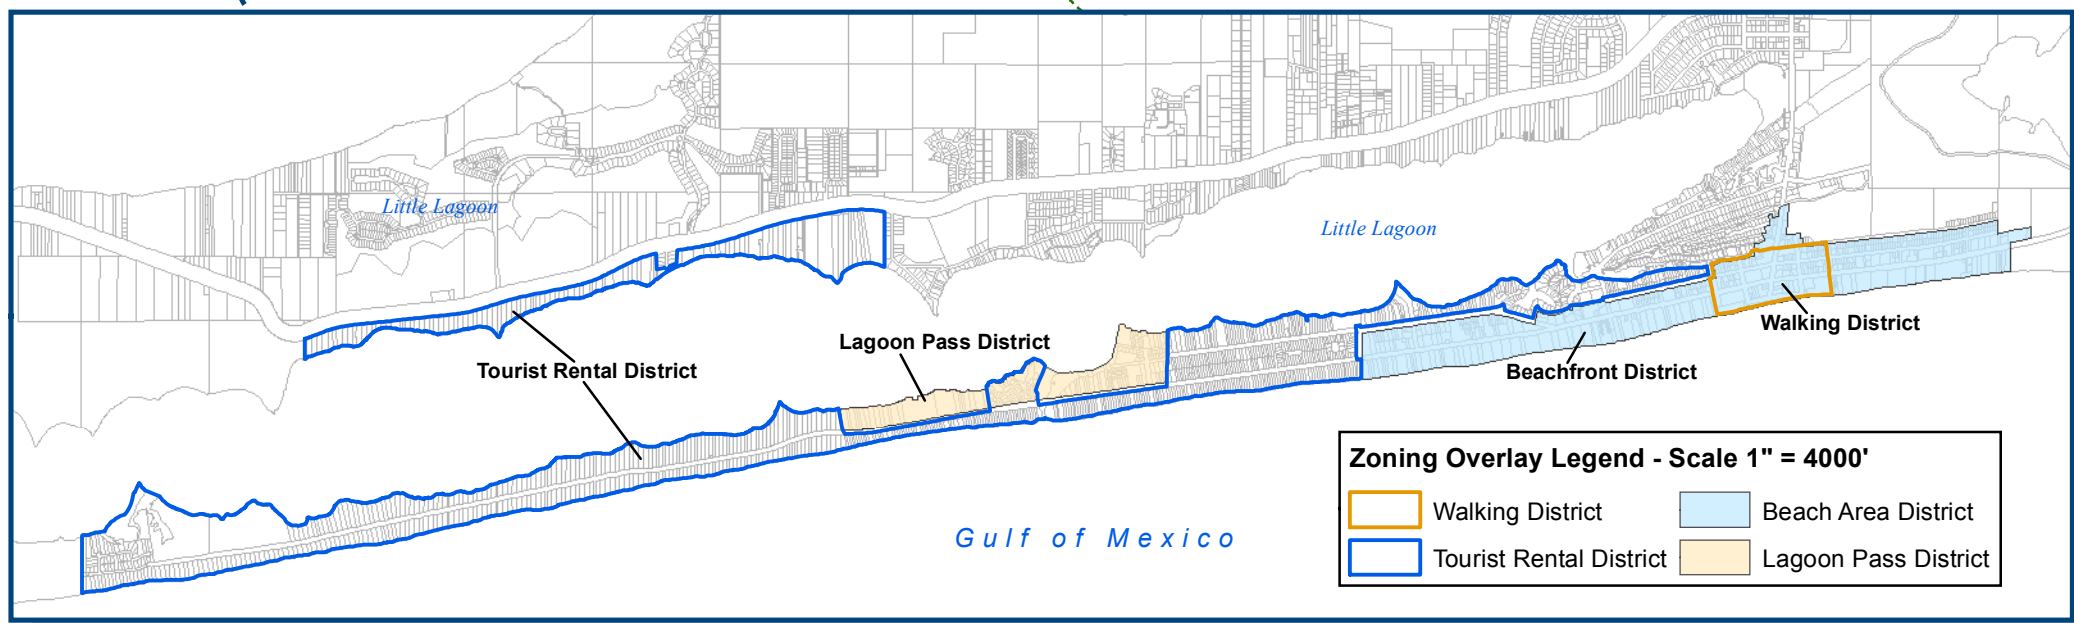 Little Lagoon
Little Lagoon
Walking District
Lagoon Pass District
Tourist Rental District
Beachfront District
Gulf of Mexico
Zoning Overlay Legend - Scale 1" = 4000'
Walking District
Beach Area District
Tourist Rental District
Lagoon Pass District